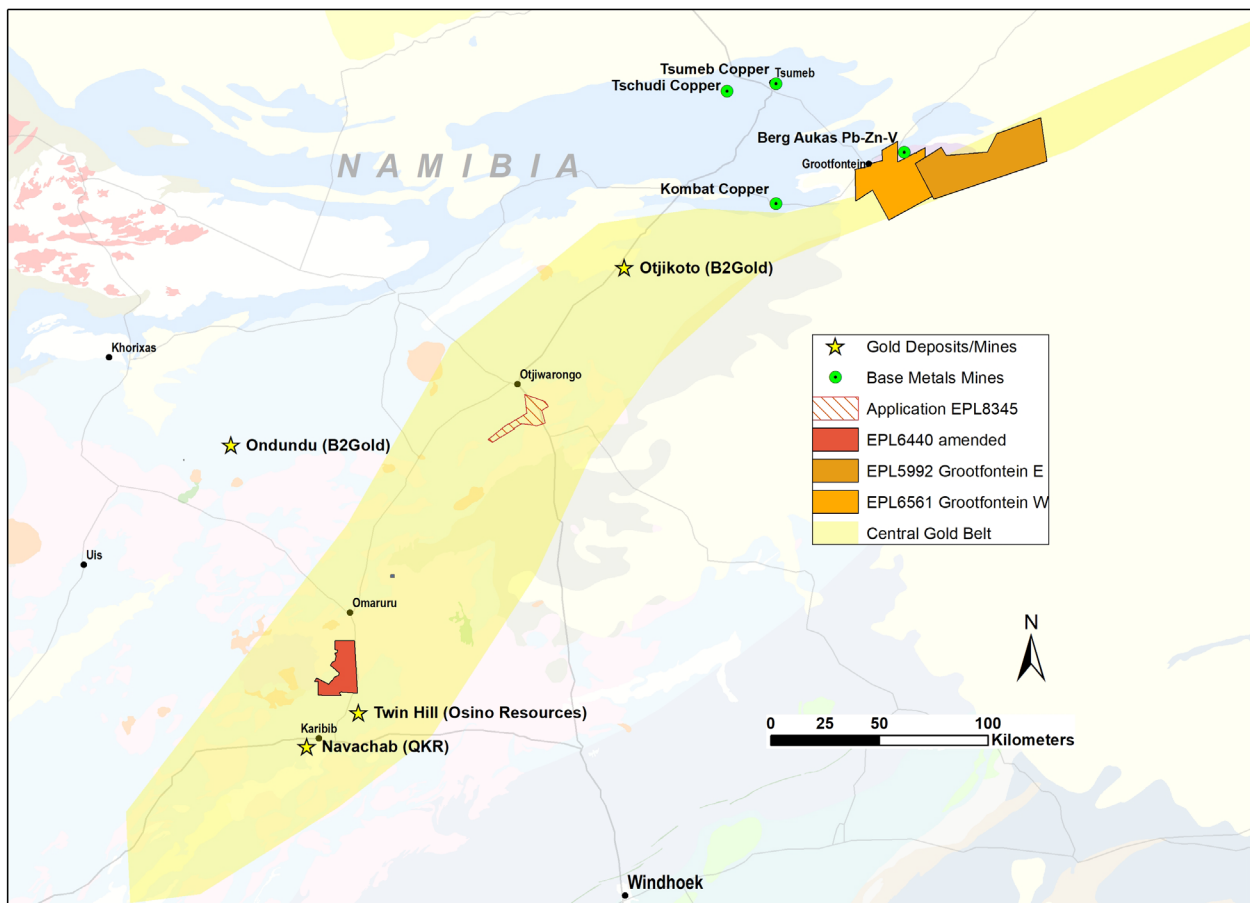 Tsumeb Copper
Tsumeb
Tschudi Copper
Berg Aukas Pb-Zn-V
Grootfontein
NAMIBIA
Kombat Copper
Otjikoto (B2Gold)
Khorixas
Otjiwarongo
Ondundu (B2Gold)
Uis
Omaruru
Twin Hill (Osino Resources)
Karibib
Navachab (QKR)
Windhoek
Gold Deposits/Mines
Base Metals Mines
Application EPL8345
EPL6440 amended
EPL5992 Grootfontein E
EPL6561 Grootfontein W
Central Gold Belt
N
0 25 50 100
Kilometers